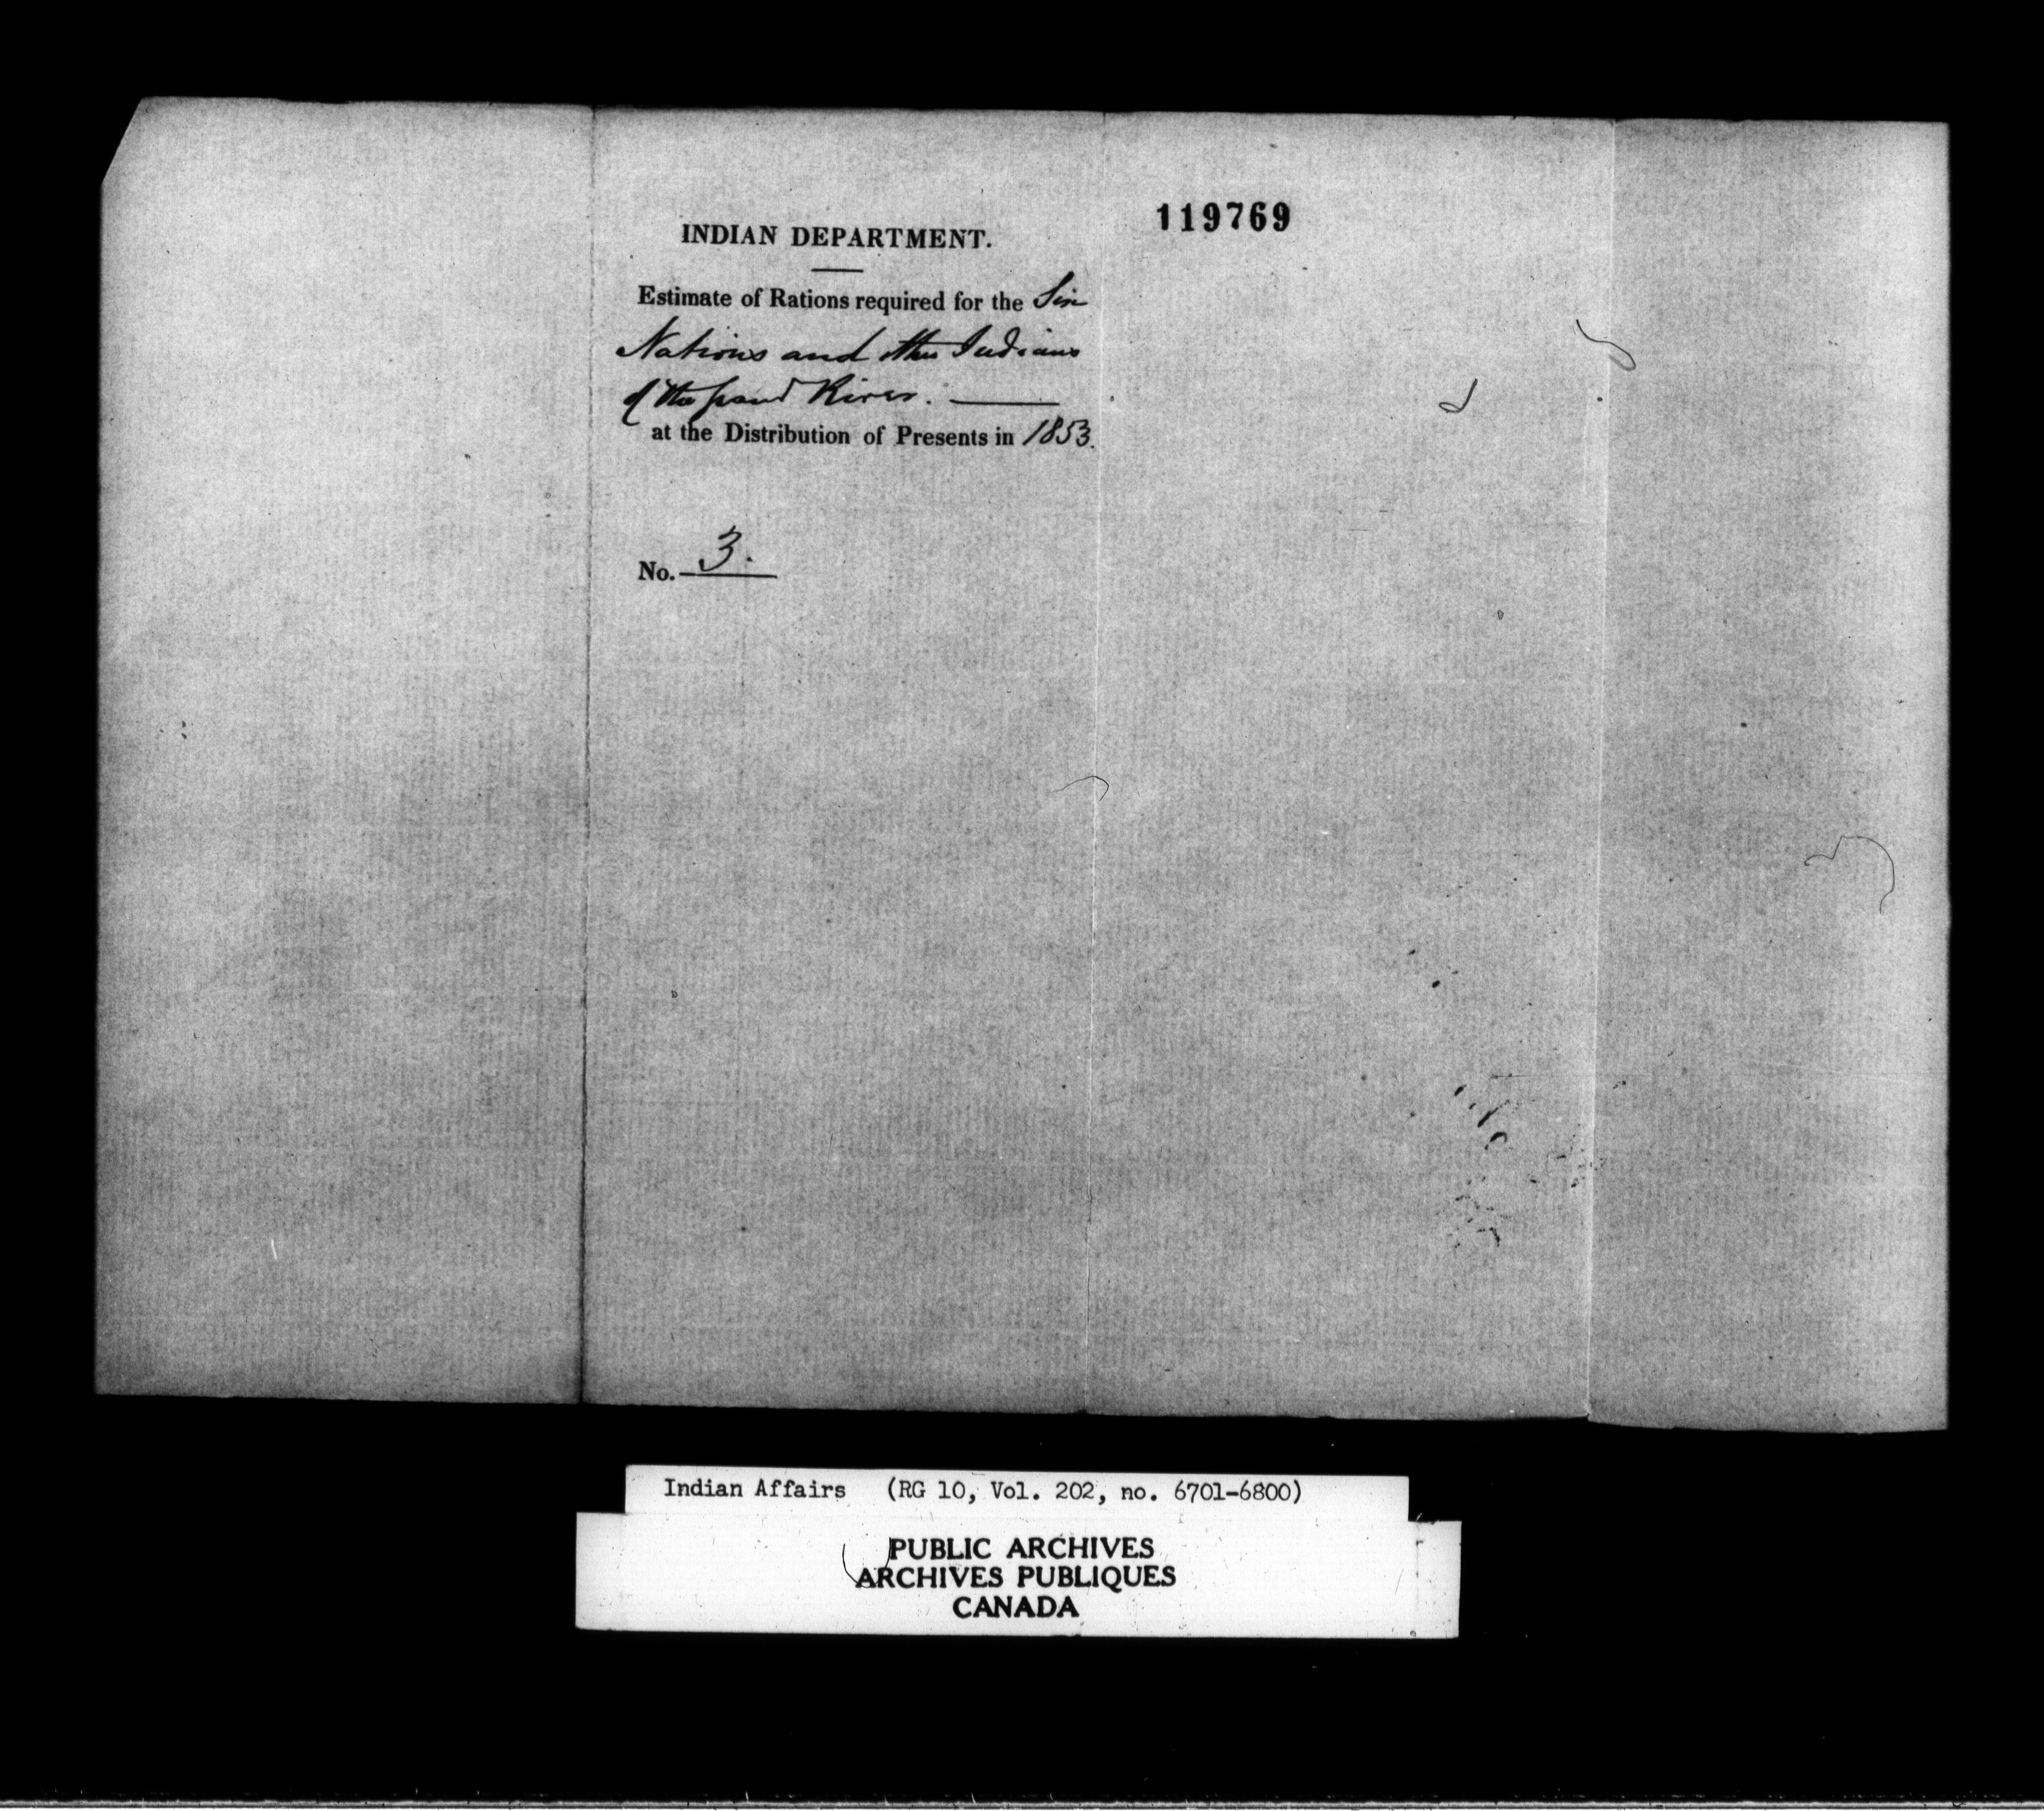 INDIAN DEPARTMENT.
119769
Estimate of Rations required for the Six
Nations and other Indians
of the Grand River. ———
at the Distribution of Presents in 1853.
No. 3.
Indian Affairs (RG 10, Vol. 202, no. 6701-6800)
PUBLIC ARCHIVES
ARCHIVES PUBLIQUES
CANADA